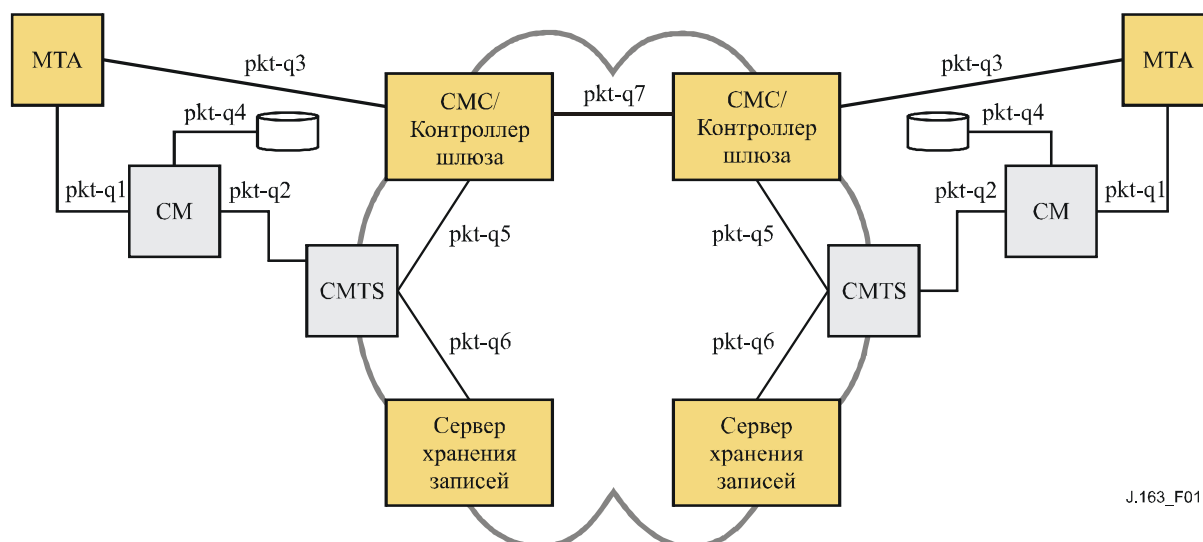 MTA
pkt-q3
СМС/
Контроллер
шлюза
pkt-q7
СМС/
Контроллер
шлюза
pkt-q3
MTA
pkt-q4
pkt-q4
pkt-q1
CM
pkt-q2
pkt-q2
CM
pkt-q1
pkt-q5
pkt-q5
CMTS
CMTS
pkt-q6
pkt-q6
Сервер
хранения
записей
Сервер
хранения
записей
J.163_F01